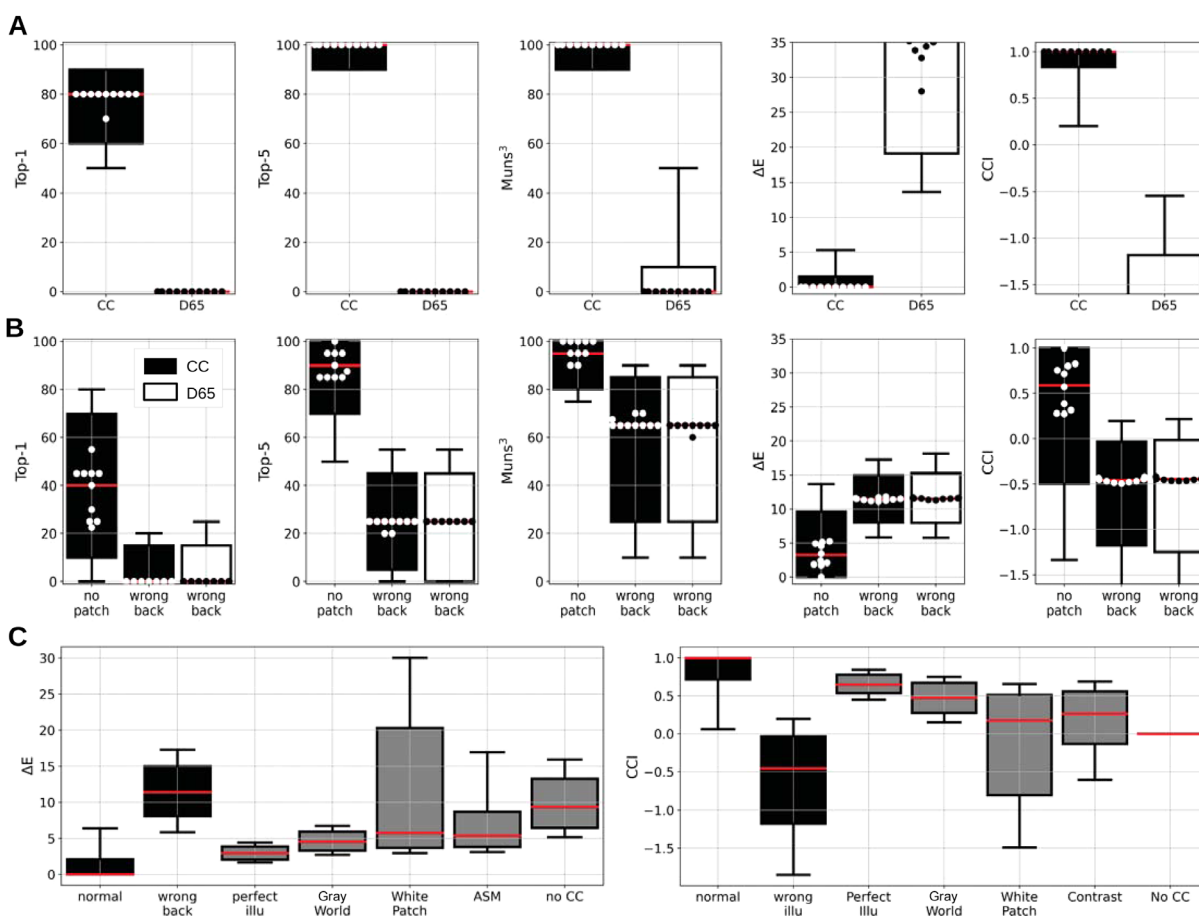 A
100
80
60
40
20
0
Top-1
CC
D65
100
80
60
40
20
0
Top-5
CC
D65
100
80
60
40
20
0
Muns³
CC
D65
35
30
25
20
15
10
5
0
ΔE
CC
D65
1.0
0.5
0.0
−0.5
−1.0
−1.5
CCI
CC
D65
B
100
80
60
40
20
0
Top-1
CC
D65
no
patch
wrong
back
wrong
back
100
80
60
40
20
0
Top-5
no
patch
wrong
back
wrong
back
100
80
60
40
20
0
Muns³
no
patch
wrong
back
wrong
back
35
30
25
20
15
10
5
0
ΔE
no
patch
wrong
back
wrong
back
1.0
0.5
0.0
−0.5
−1.0
−1.5
CCI
no
patch
wrong
back
wrong
back
C
30
25
20
15
10
5
0
ΔE
normal
wrong
back
perfect
illu
Gray
World
White
Patch
ASM
no CC
1.0
0.5
0.0
−0.5
−1.0
−1.5
CCI
normal
wrong
illu
Perfect
Illu
Gray
World
White
Patch
Contrast
No CC